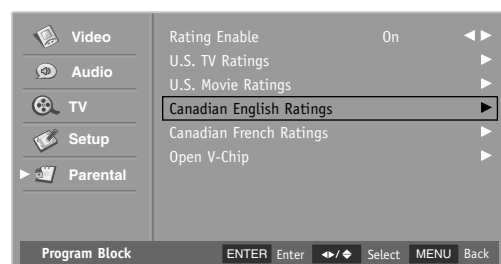 Video
Audio
TV
Setup
Parental
Rating Enable On
U.S. TV Ratings
U.S. Movie Ratings
Canadian English Ratings
Canadian French Ratings
Open V-Chip
Program Block ENTER Enter Select MENU Back